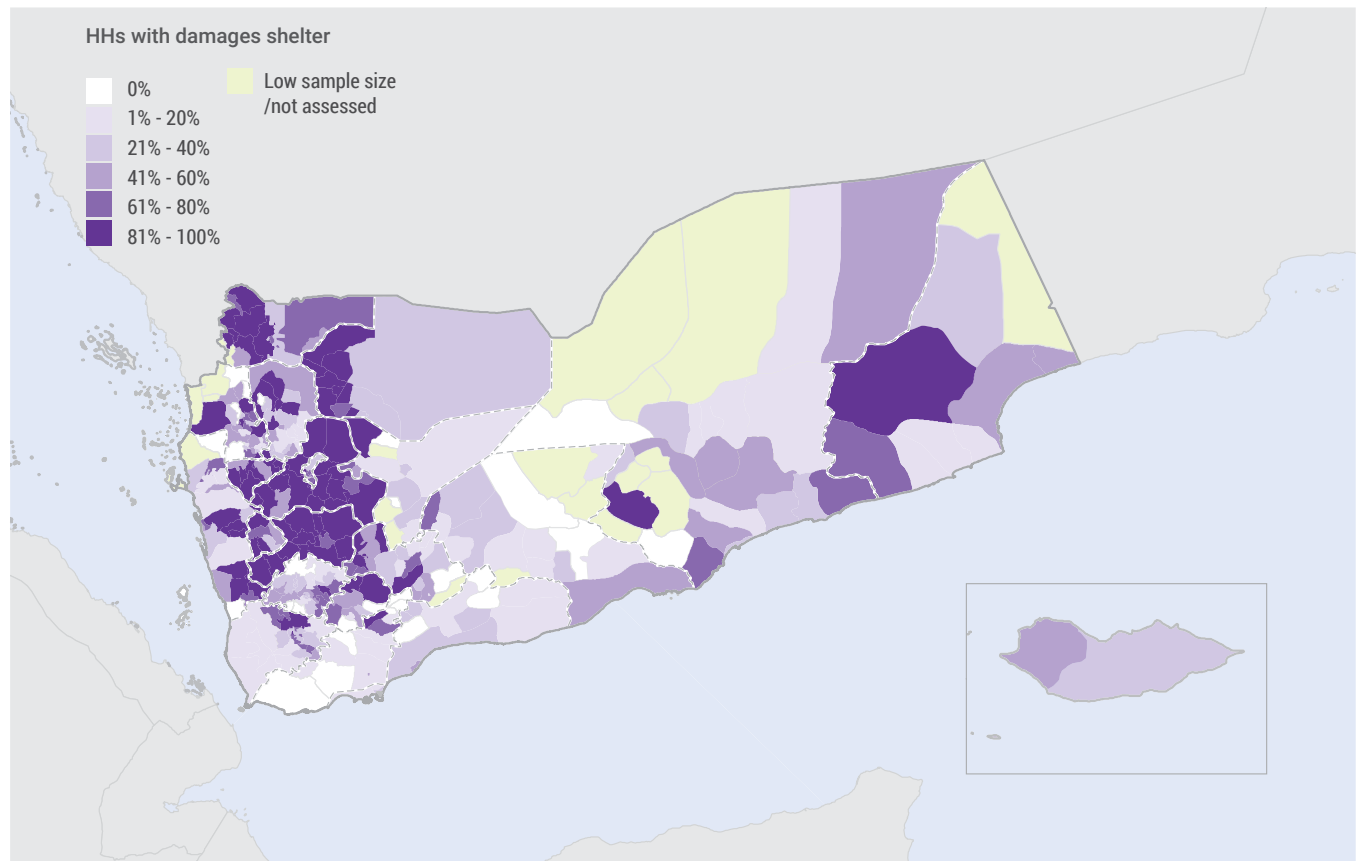 HHs with damages shelter
0%
1% - 20%
21% - 40%
41% - 60%
61% - 80%
81% - 100%
Low sample size
/not assessed